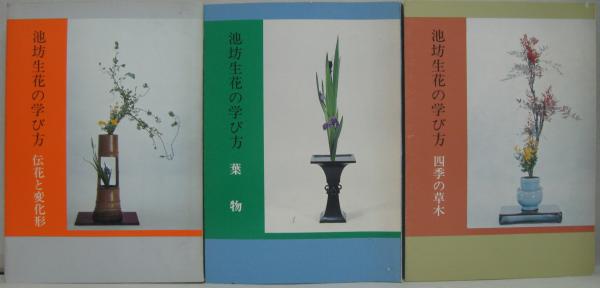 池坊生花の学び方
伝花と変化形
池坊生花の学び方
葉物
池坊生花の学び方
四季の草木